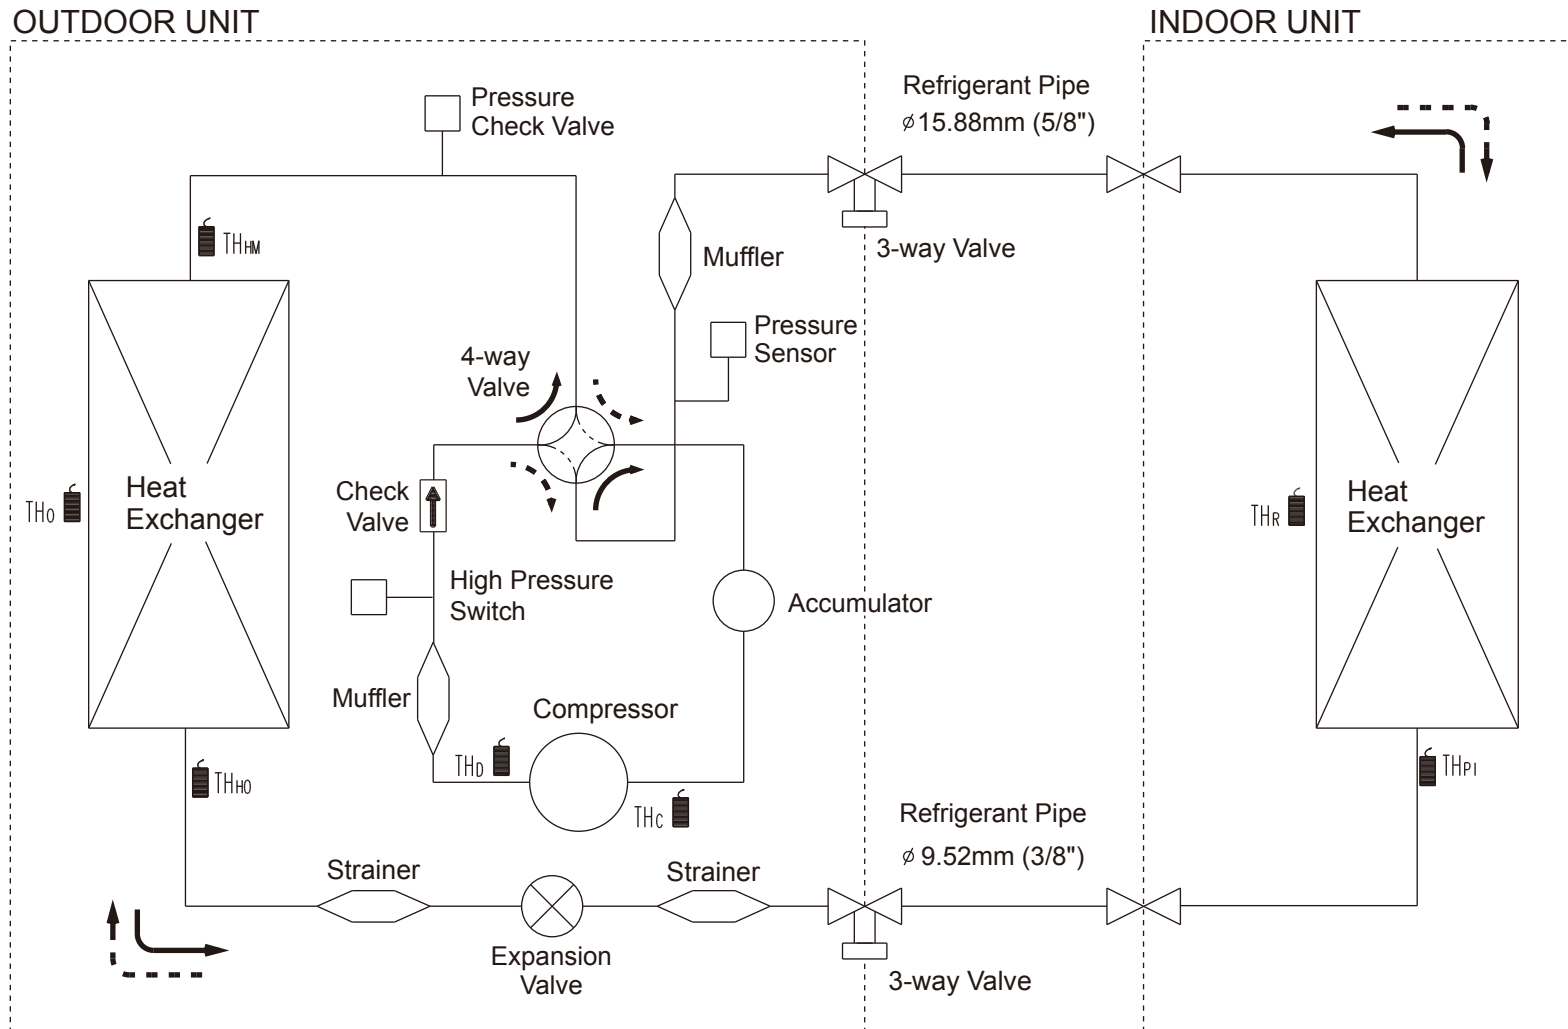 OUTDOOR UNIT
INDOOR UNIT
Pressure
Check Valve
Refrigerant Pipe
⌀15.88mm (5/8")
THHM
Muffler
3-way Valve
Pressure
Sensor
4-way
Valve
Heat
Exchanger
THO
Check
Valve
Heat
Exchanger
THR
High Pressure
Switch
Accumulator
Muffler
Compressor
THD
THC
THHO
THPI
Refrigerant Pipe
⌀ 9.52mm (3/8")
Strainer
Strainer
Expansion
Valve
3-way Valve